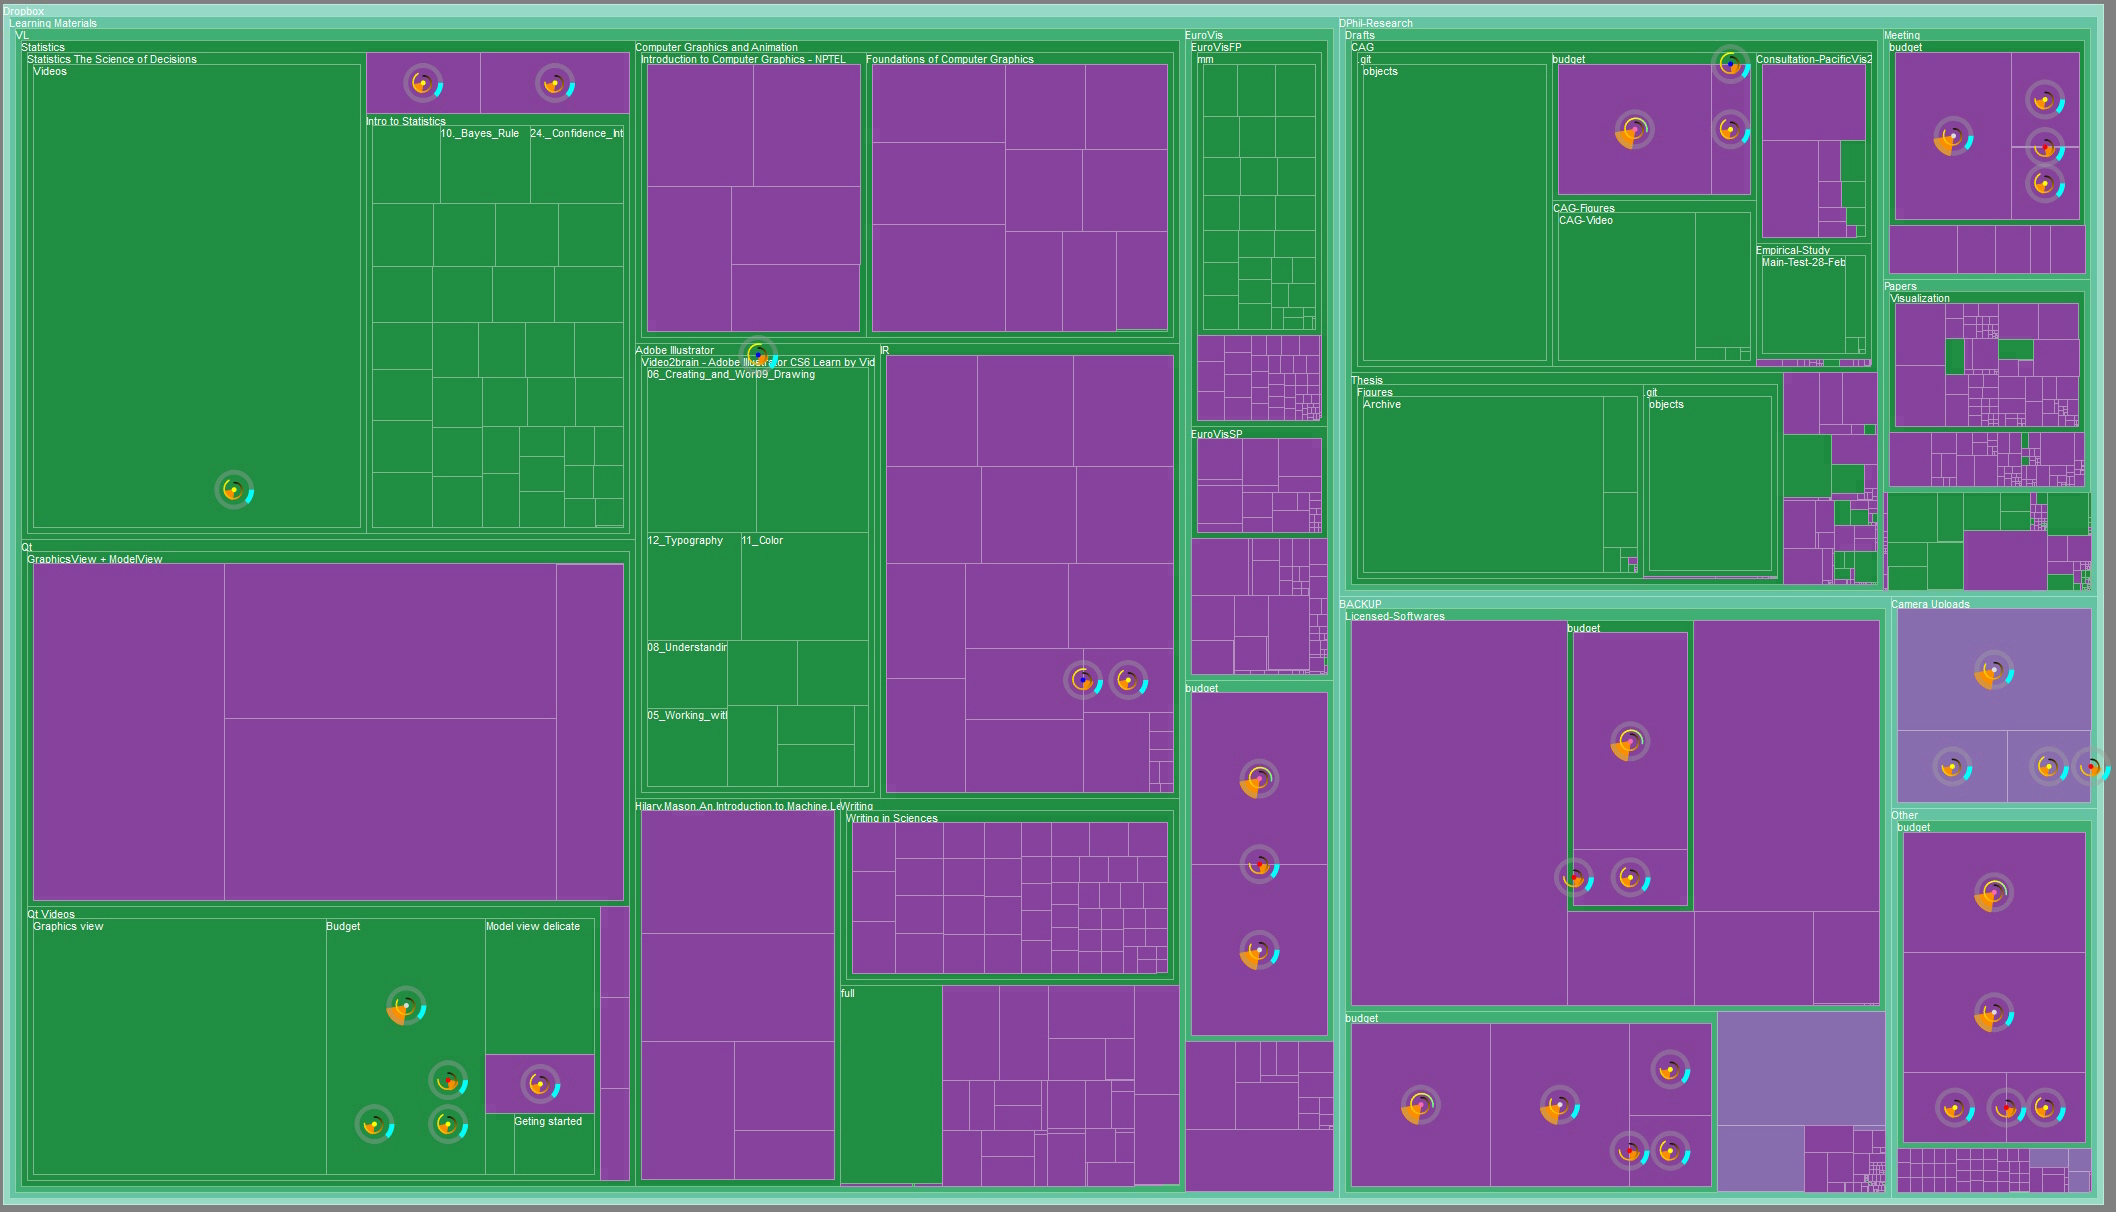 Dropbox
Learning Materials
VL
Statistics
Statistics The Science of Decisions
Videos
Intro to Statistics
10._Bayes_Rule
24._Confidence_Int
Qt
GraphicsView + ModelView
Qt Videos
Graphics view
Budget
Model view delicate
Geting started
Computer Graphics and Animation
Introduction to Computer Graphics - NPTEL
Foundations of Computer Graphics
Adobe Illustrator
Video2brain - Adobe Illustrator CS6 Learn by Vid
06_Creating_and_Worl
09_Drawing
12_Typography
11_Color
08_Understandin
05_Working_witl
IR
Hilary.Mason.An.Introduction.to.Machine.Le
Writing
Writing in Sciences
full
EuroVis
EuroVisFP
mm
EuroVisSP
budget
DPhil-Research
Drafts
CAG
.git
objects
budget
CAG-Figures
CAG-Video
Consultation-PacificVis2
Empirical-Study
Main-Test-28-Feb
Thesis
Figures
Archive
.git
objects
Meeting
budget
Papers
Visualization
BACKUP
Licensed-Softwares
budget
budget
Camera Uploads
Other
budget